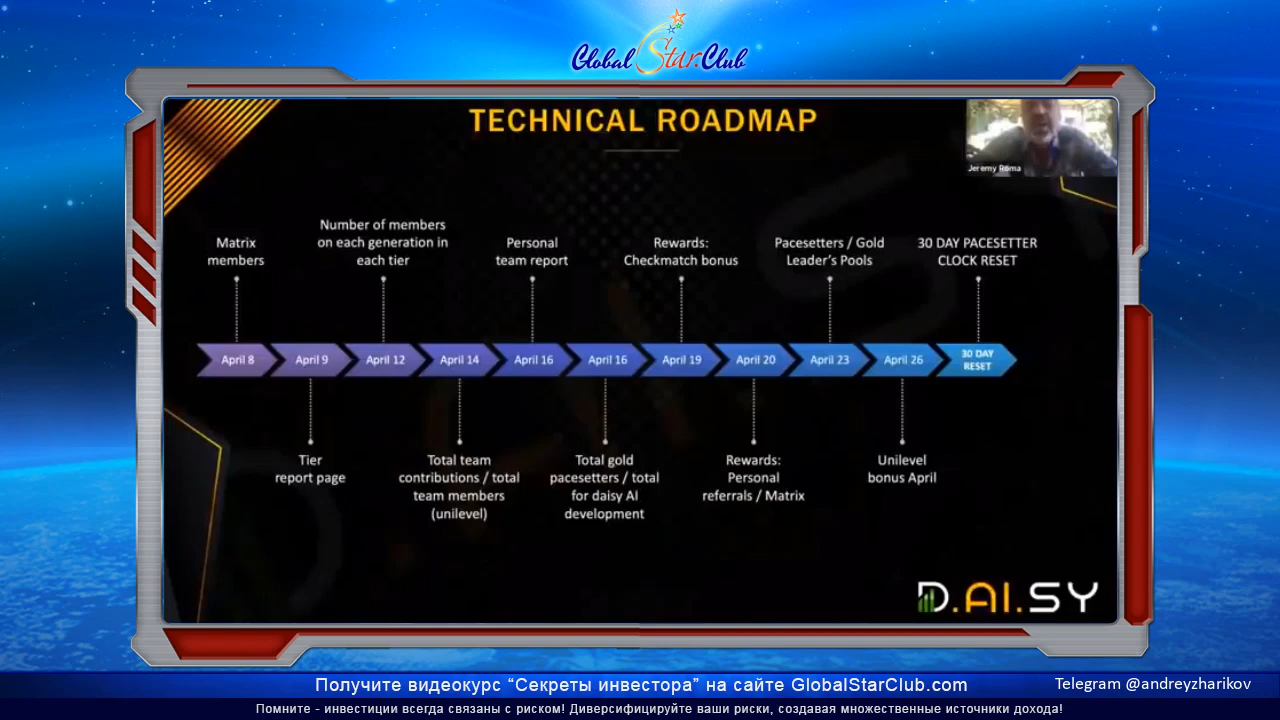 Global Star Club
TECHNICAL ROADMAP
Jeremy Roma
Matrix
members
Number of members
on each generation in
each tier
Personal
team report
Rewards:
Checkmatch bonus
Pacesetters / Gold
Leader's Pools
30 DAY PACESETTER
CLOCK RESET
April 8
April 9
April 12
April 14
April 16
April 16
April 19
April 20
April 23
April 26
30 DAY
RESET
Tier
report page
Total team
contributions / total
team members
(unilevel)
Total gold
pacesetters / total
for daisy AI
development
Rewards:
Personal
referrals / Matrix
Unilevel
bonus April
D.AI.SY
Получите видеокурс “Секреты инвестора” на сайте GlobalStarClub.com
Telegram @andreyzharikov
Помните - инвестиции всегда связаны с риском! Диверсифицируйте ваши риски, создавая множественные источники дохода!